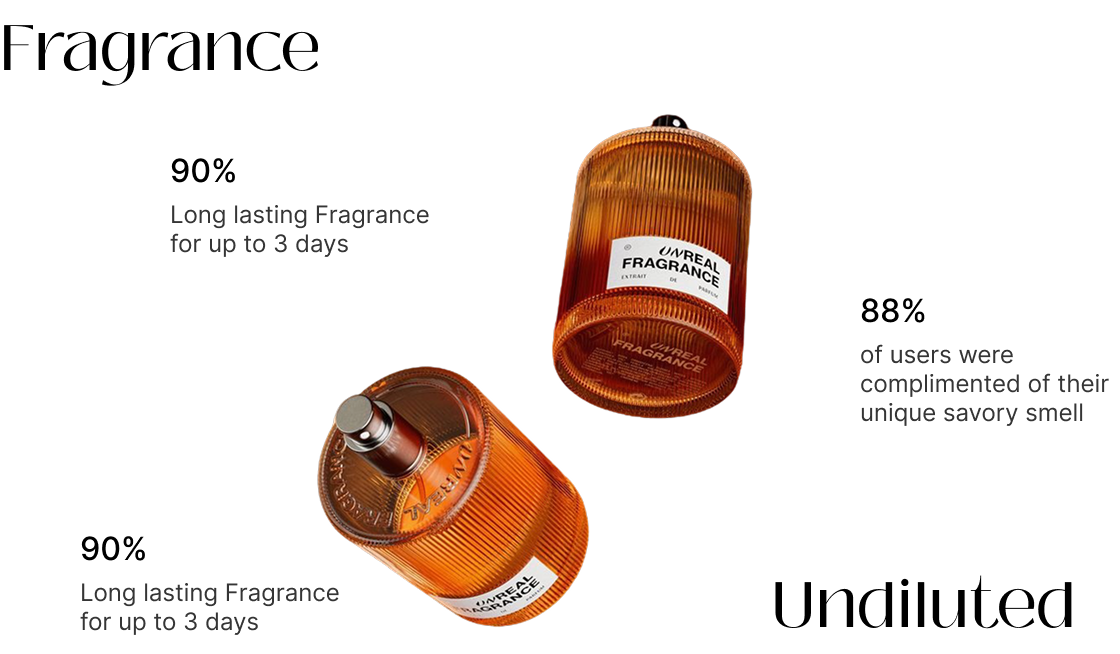 Fragrance
90%
Long lasting Fragrance
for up to 3 days
UNREAL
FRAGRANCE
EXTRAIT DE PARFUM
UNREAL
FRAGRANCE
88%
of users were
complimented of their
unique savory smell
UNREAL
FRAGRANCE
90%
Long lasting Fragrance
for up to 3 days
UNREAL
FRAGRANCE
Undiluted